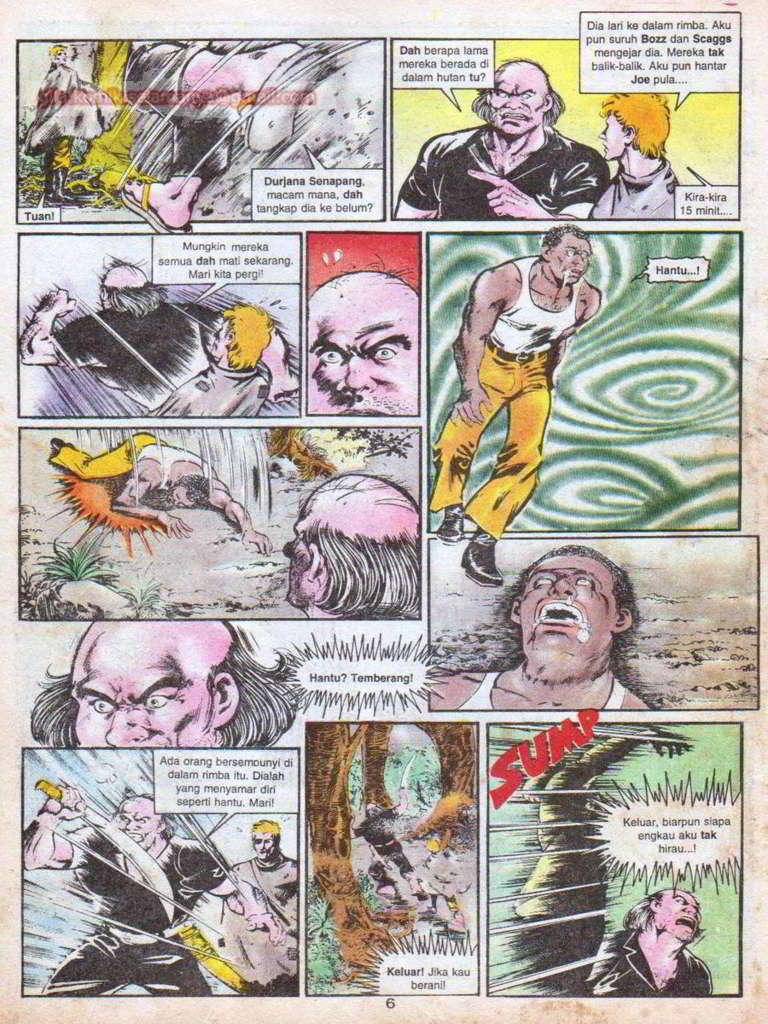 Tuan!
Durjana Senapang,
macam mana, dah
tangkap dia ke belum?
Dah berapa lama
mereka berada di
dalam hutan tu?
Dia lari ke dalam rimba. Aku
pun suruh Bozz dan Scaggs
mengejar dia. Mereka tak
balik-balik. Aku pun hantar
Joe pula....
Kira-kira
15 minit....
Mungkin mereka
semua dah mati sekarang.
Mari kita pergi!
Hantu...!
Hantu? Temberang!
Ada orang bersembunyi di
dalam rimba itu. Dialah
yang menyamar diri
seperti hantu. Mari!
Keluar! Jika kau
berani!
SUMP
Keluar, biarpun siapa
engkau aku tak
hirau...!
6